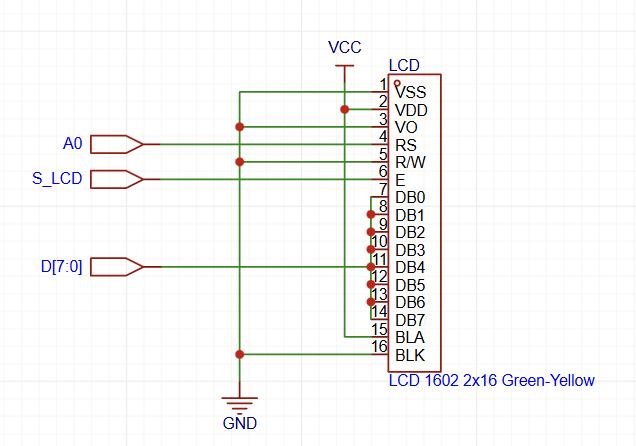 VCC
LCD
1 VSS
2 VDD
3 VO
A0 4 RS
5 R/W
S_LCD 6 E
7 DB0
8 DB1
9 DB2
10 DB3
D[7:0] 11 DB4
12 DB5
13 DB6
14 DB7
15 BLA
16 BLK
LCD 1602 2x16 Green-Yellow
GND